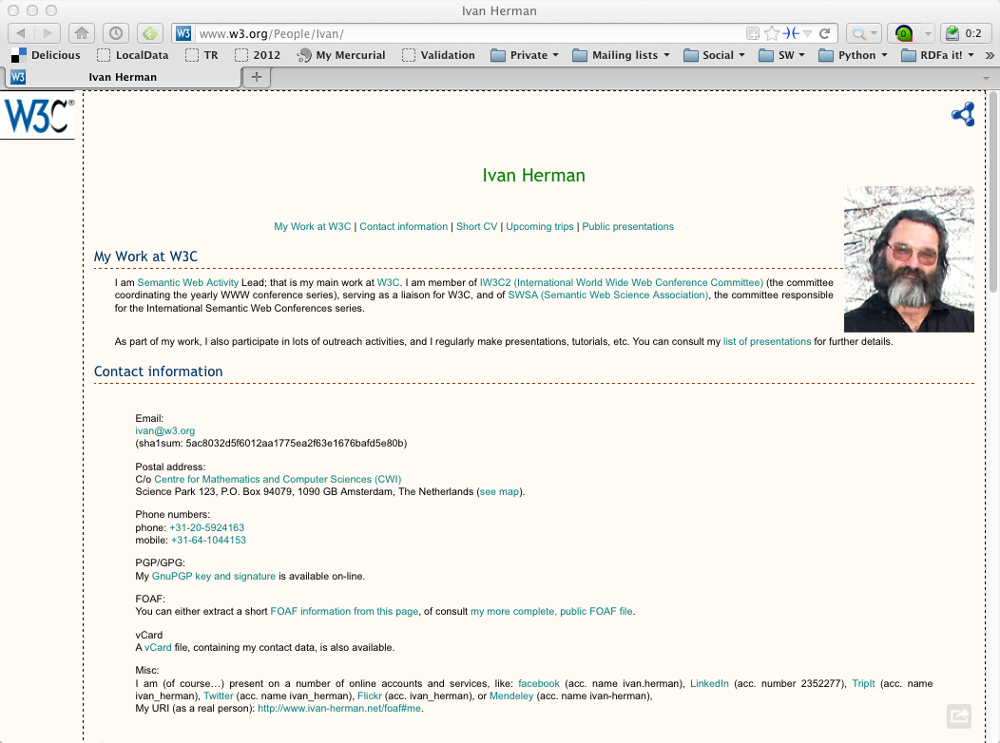 Ivan Herman
www.w3.org/People/Ivan/
0
0:2
Delicious LocalData TR 2012 My Mercurial Validation Private Mailing lists Social SW Python RDFa it! »
W3 Ivan Herman +
W3C®
Ivan Herman
My Work at W3C | Contact information | Short CV | Upcoming trips | Public presentations
My Work at W3C
I am Semantic Web Activity Lead; that is my main work at W3C. I am member of IW3C2 (International World Wide Web Conference Committee) (the committee
coordinating the yearly WWW conference series), serving as a liaison for W3C, and of SWSA (Semantic Web Science Association), the committee responsible
for the International Semantic Web Conferences series.
As part of my work, I also participate in lots of outreach activities, and I regularly make presentations, tutorials, etc. You can consult my list of presentations for further details.
Contact information
Email:
ivan@w3.org
(sha1sum: 5ac8032d5f6012aa1775ea2f63e1676bafd5e80b)
Postal address:
C/o Centre for Mathematics and Computer Sciences (CWI)
Science Park 123, P.O. Box 94079, 1090 GB Amsterdam, The Netherlands (see map).
Phone numbers:
phone: +31-20-5924163
mobile: +31-64-1044153
PGP/GPG:
My GnuPGP key and signature is available on-line.
FOAF:
You can either extract a short FOAF information from this page, of consult my more complete, public FOAF file.
vCard
A vCard file, containing my contact data, is also available.
Misc:
I am (of course…) present on a number of online accounts and services, like: facebook (acc. name ivan.herman), LinkedIn (acc. number 2352277), TripIt (acc. name
ivan_herman), Twitter (acc. name ivan_herman), Flickr (acc. ivan_herman), or Mendeley (acc. name ivan-herman),
My URI (as a real person): http://www.ivan-herman.net/foaf#me.